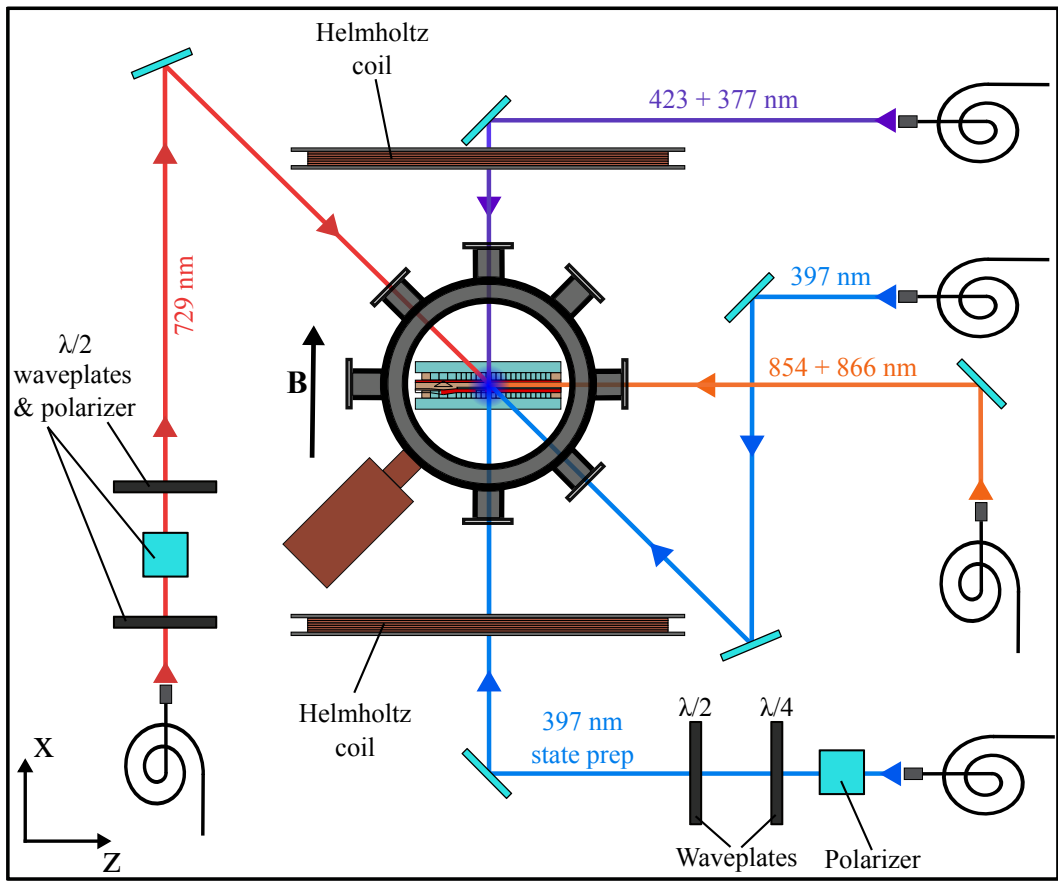 Helmholtz
coil
423 + 377 nm
397 nm
729 nm
λ/2
waveplates
& polarizer
B
854 + 866 nm
Helmholtz
coil
397 nm
state prep
λ/2
λ/4
Waveplates
Polarizer
X
Z